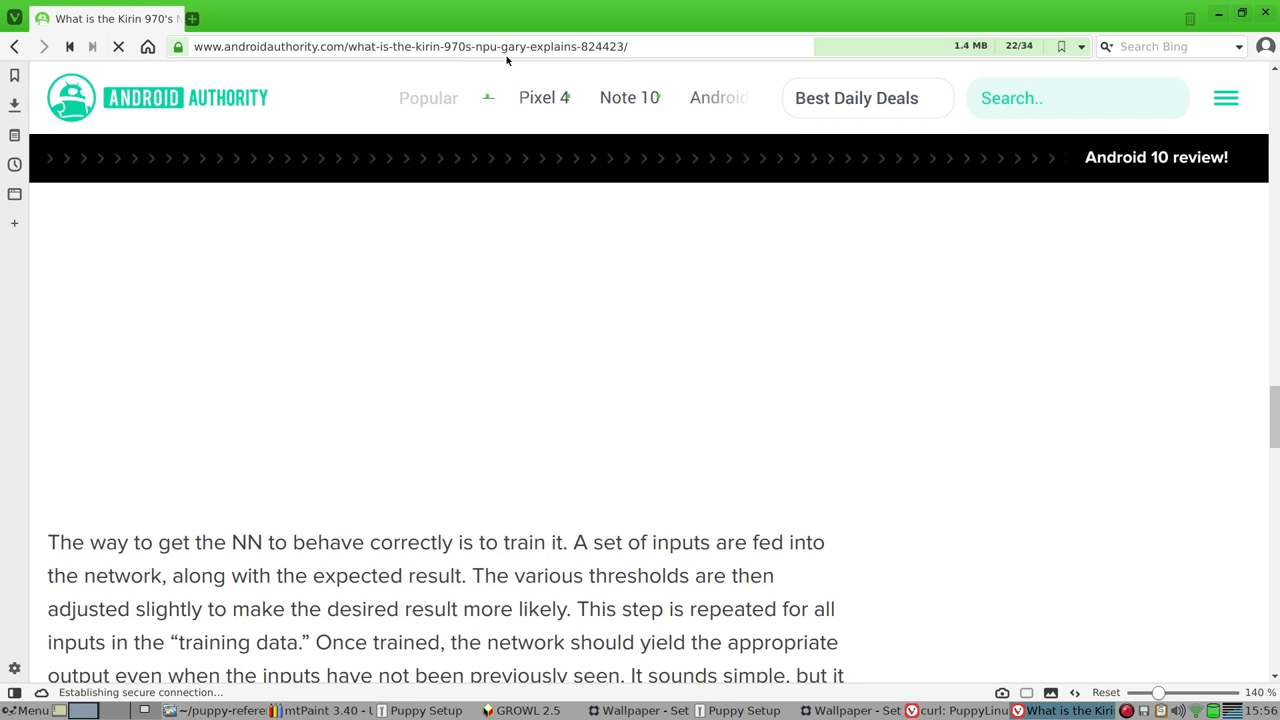 What is the Kirin 970's
www.androidauthority.com/what-is-the-kirin-970s-npu-gary-explains-824423/
1.4 MB
22/34
Search Bing
ANDROID AUTHORITY
Popular
Pixel 4
Note 10
Android
Best Daily Deals
Search..
Android 10 review!
The way to get the NN to behave correctly is to train it. A set of inputs are fed into
the network, along with the expected result. The various thresholds are then
adjusted slightly to make the desired result more likely. This step is repeated for all
inputs in the “training data.” Once trained, the network should yield the appropriate
output even when the inputs have not been previously seen. It sounds simple, but it
Establishing secure connection...
Reset
140 %
Menu
~/puppy-refere
mtPaint 3.40 - U
Puppy Setup
GROWL 2.5
Wallpaper - Set
Puppy Setup
Wallpaper - Set
curl: PuppyLinu
What is the Kiri
15:56